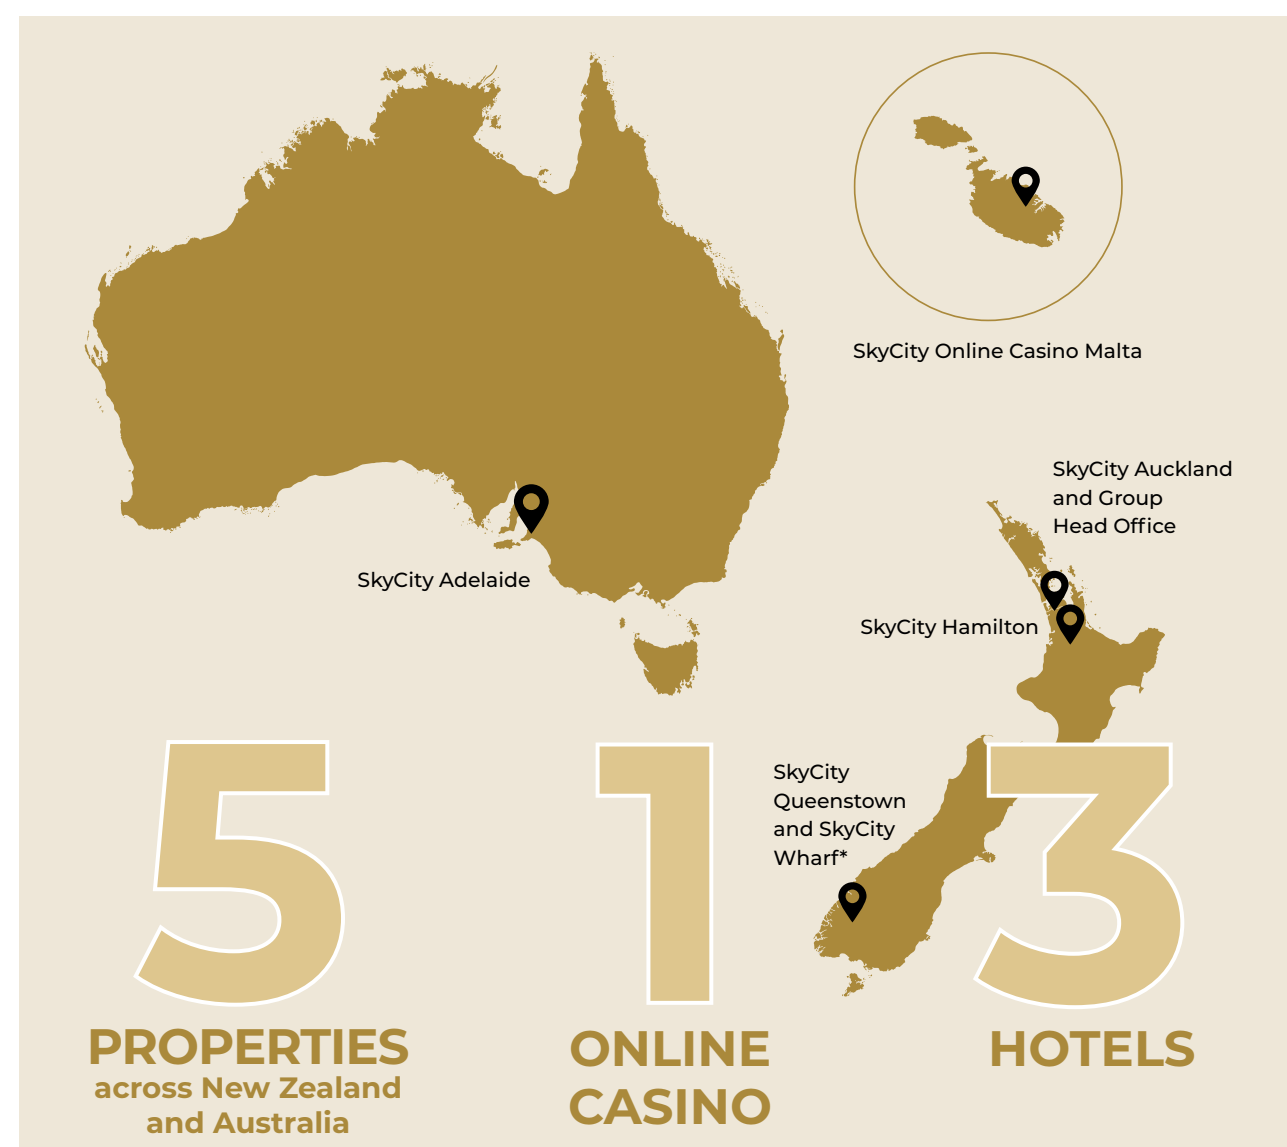 SkyCity Online Casino Malta
SkyCity Auckland
and Group
Head Office
SkyCity Adelaide
SkyCity Hamilton
SkyCity
Queenstown
and SkyCity
Wharf*
5
PROPERTIES
across New Zealand
and Australia
1
ONLINE
CASINO
3
HOTELS